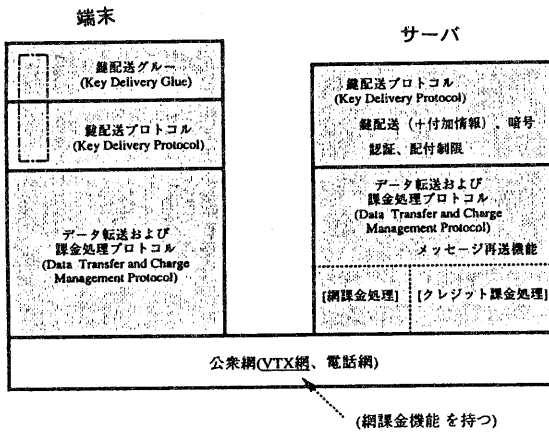 端末
鍵配送グルー
(Key Delivery Glue)
鍵配送プロトコル
(Key Delivery Protocol)
データ転送および
課金処理プロトコル
(Data Transfer and Charge
Management Protocol)
サーバ
鍵配送プロトコル
(Key Delivery Protocol)
鍵配送(+付加情報)、暗号
認証、配付制限
データ転送および
課金処理プロトコル
(Data Transfer and Charge
Management Protocol)
メッセージ再送機能
[網課金処理]
[クレジット課金処理]
公衆網(VTX網、電話網)
(網課金機能 を持つ)